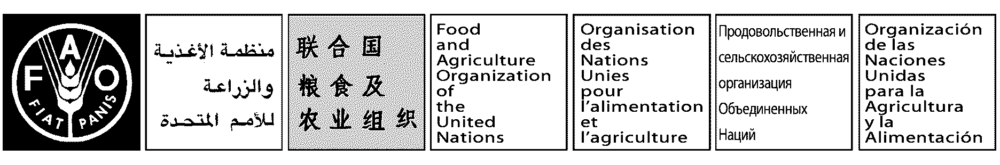 F A O
FIAT PANIS
منظمة الأغذية
والزراعة
للأمم المتحدة
联合国
粮食及
农业组织
Food
and
Agriculture
Organization
of
the
United
Nations
Organisation
des
Nations
Unies
pour
l'alimentation
et
l'agriculture
Продовольственная и
cельскохозяйственная
организация
Объединенных
Наций
Organización
de las
Naciones
Unidas
para la
Agricultura
y la
Alimentación